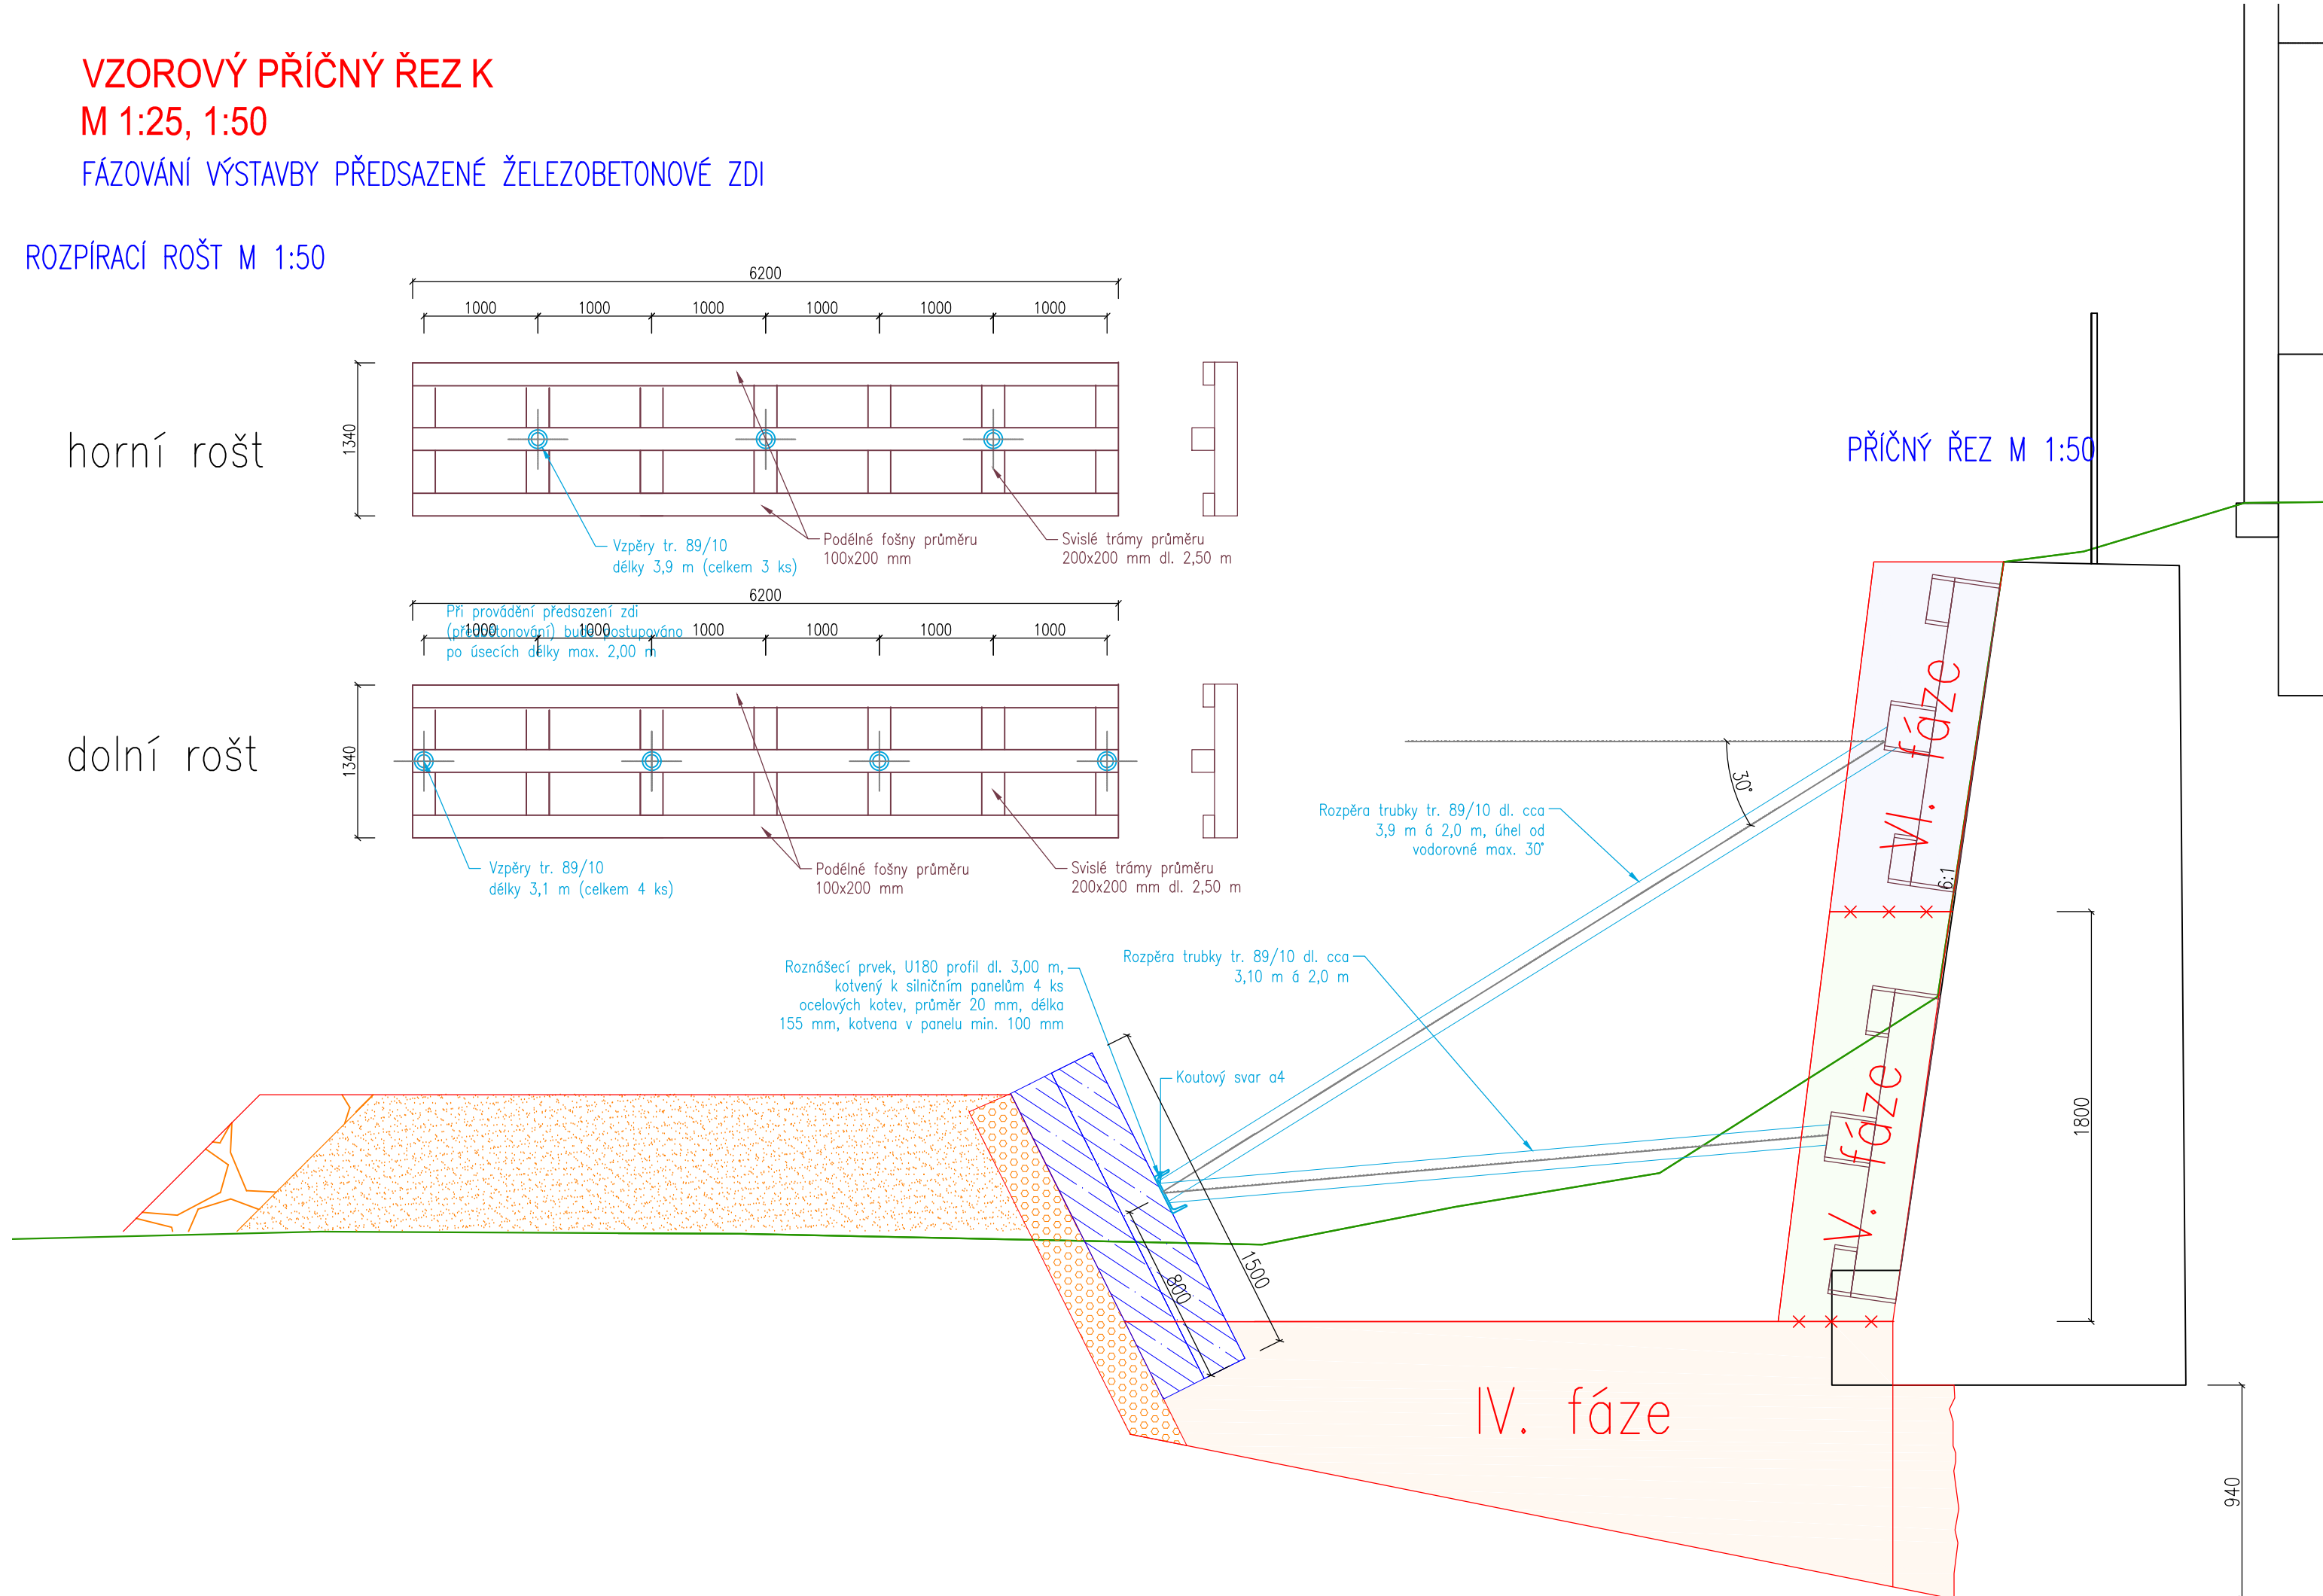 VZOROVÝ PŘÍČNÝ ŘEZ K
M 1:25, 1:50
FÁZOVÁNÍ VÝSTAVBY PŘEDSAZENÉ ŽELEZOBETONOVÉ ZDI
ROZPÍRACÍ ROŠT M 1:50
6200
1000 1000 1000 1000 1000 1000
1340
horní rošt
Vzpěry tr. 89/10
délky 3,9 m (celkem 3 ks)
Podélné fošny průměru
100x200 mm
Svislé trámy průměru
200x200 mm dl. 2,50 m
6200
Při provádění předsazení zdi
(předbetonování) bude postupováno
po úsecích délky max. 2,00 m
1000 1000 1000 1000 1000 1000
1340
dolní rošt
Vzpěry tr. 89/10
délky 3,1 m (celkem 4 ks)
Podélné fošny průměru
100x200 mm
Svislé trámy průměru
200x200 mm dl. 2,50 m
PŘÍČNÝ ŘEZ M 1:50
30°
Rozpěra trubky tr. 89/10 dl. cca
3,9 m á 2,0 m, úhel od
vodorovné max. 30°
VI. fáze
6:1
Rozpěra trubky tr. 89/10 dl. cca
3,10 m á 2,0 m
Roznášecí prvek, U180 profil dl. 3,00 m,
kotvený k silničním panelům 4 ks
ocelových kotev, průměr 20 mm, délka
155 mm, kotvena v panelu min. 100 mm
Koutový svar a4
1500
800
V. fáze
1800
IV. fáze
940